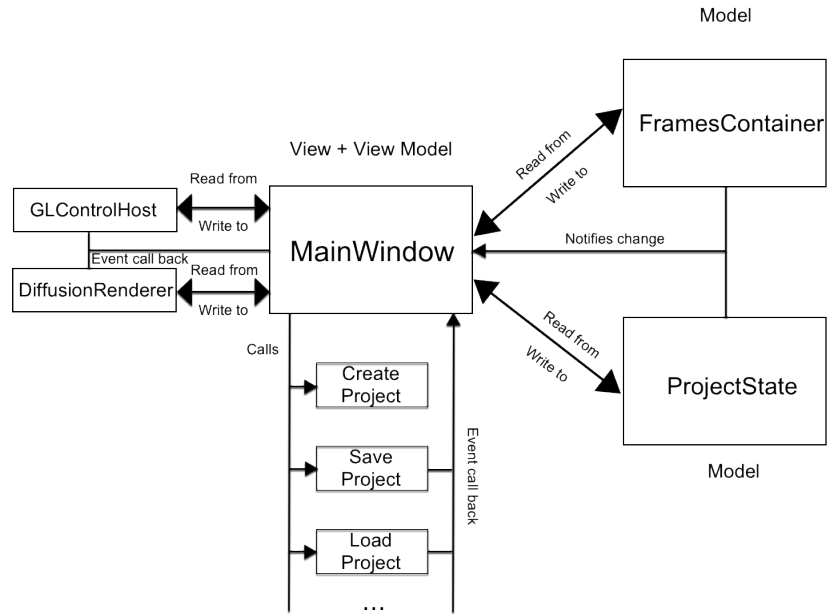 Model
FramesContainer
Read from
Write to
View + View Model
MainWindow
Read from
Write to
GLControlHost
Event call back
DiffusionRenderer
Read from
Write to
Notifies change
Read from
Write to
ProjectState
Model
Calls
Create
Project
Save
Project
Load
Project
...
Event call back